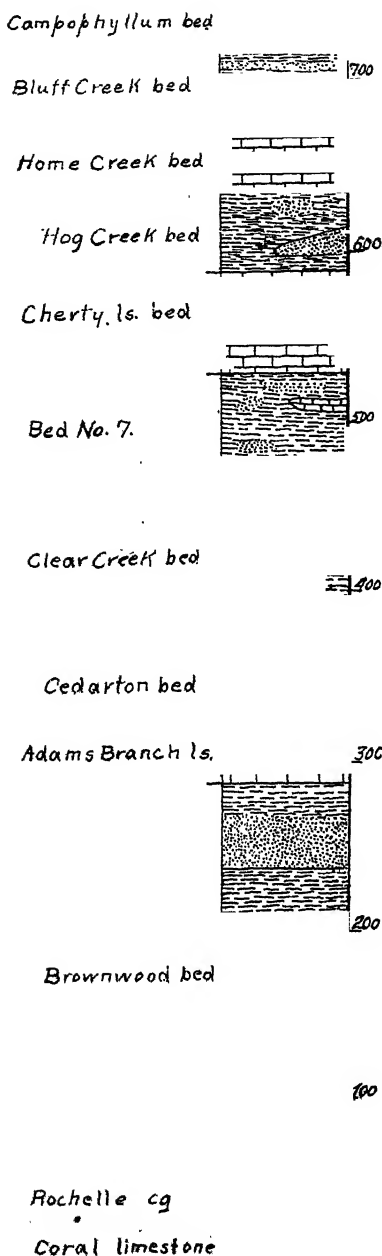 Campophyllum bed
700
Bluff Creek bed
Home Creek bed
Hog Creek bed
600
Cherty. ls. bed
500
Bed No. 7.
Clear Creek bed
400
Cedarton bed
Adams Branch ls.
300
200
Brownwood bed
100
Rochelle cg
Coral limestone